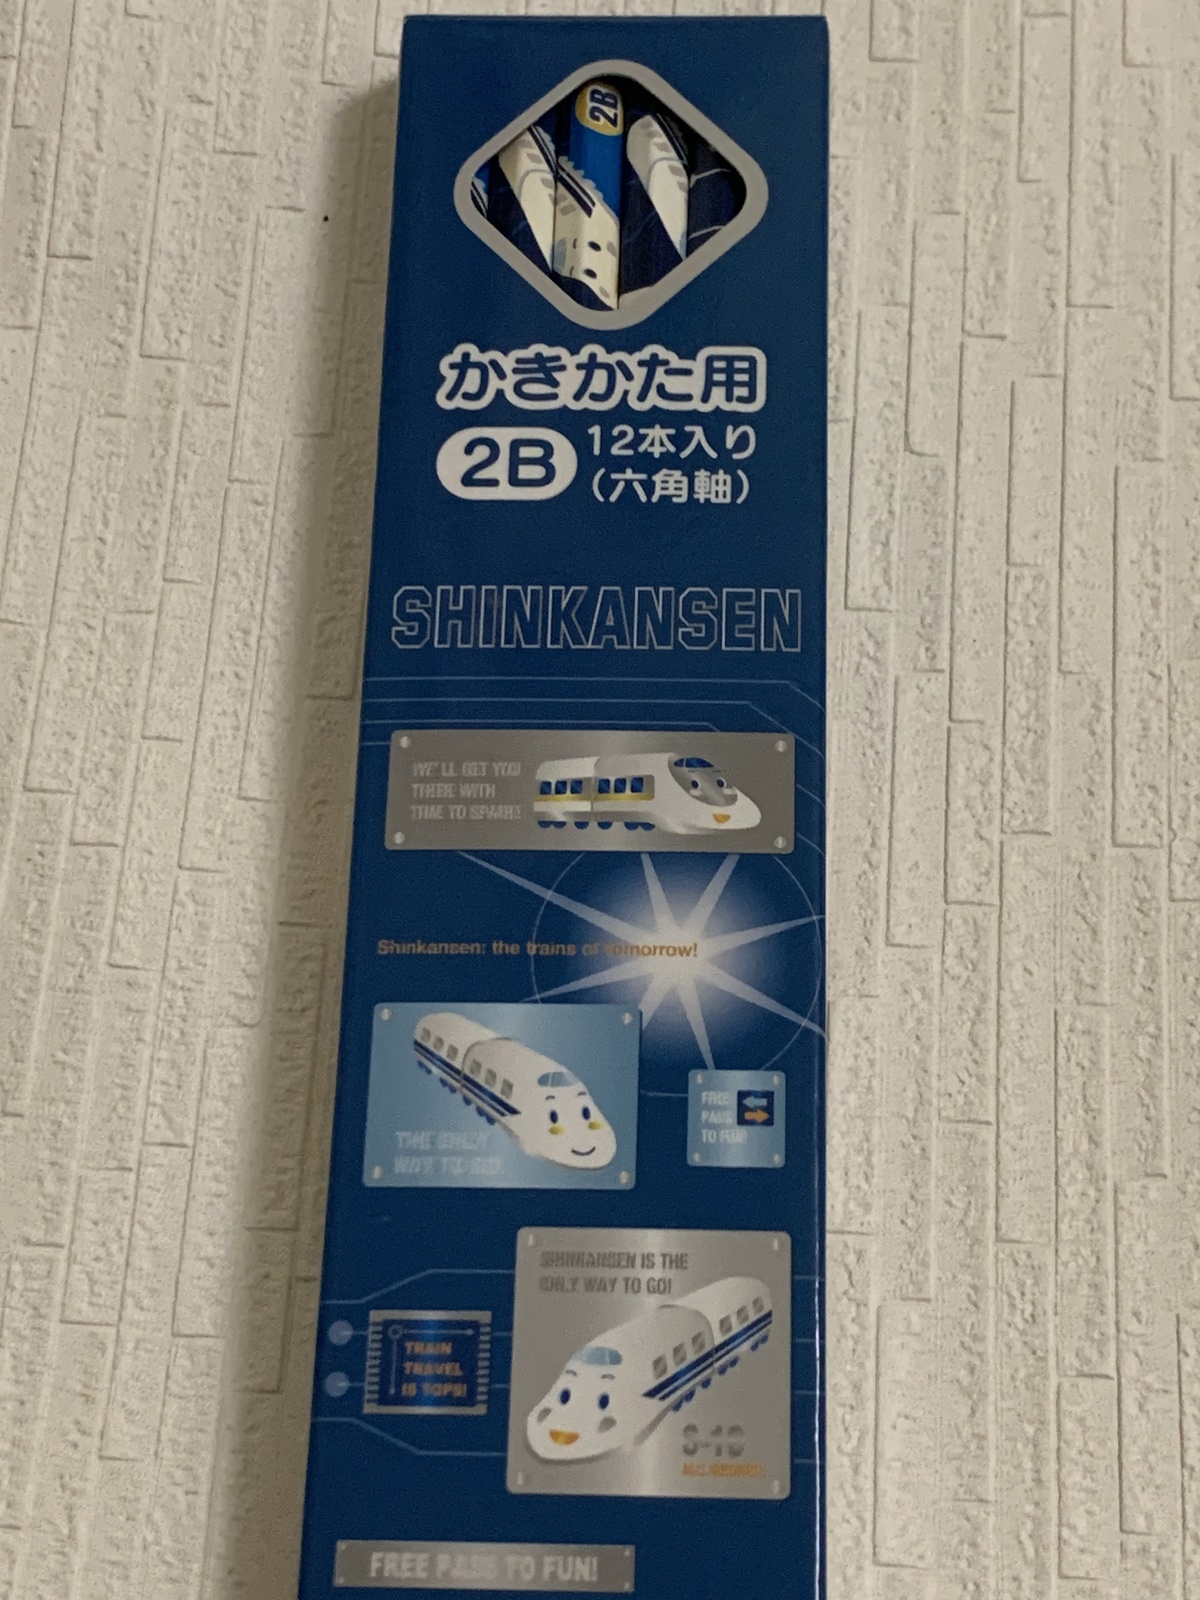 2B
かきかた用
2B
12本入り
(六角軸)
SHINKANSEN
WE'LL GET YOU
THERE WITH
TIME TO SPARE!
Shinkansen: the trains of tomorrow!
THE ONLY
WAY TO GO!
FREE
PASS
TO FUN!
SHINKANSEN IS THE
ONLY WAY TO GO!
TRAIN
TRAVEL
IS TOPS!
FREE PASS TO FUN!